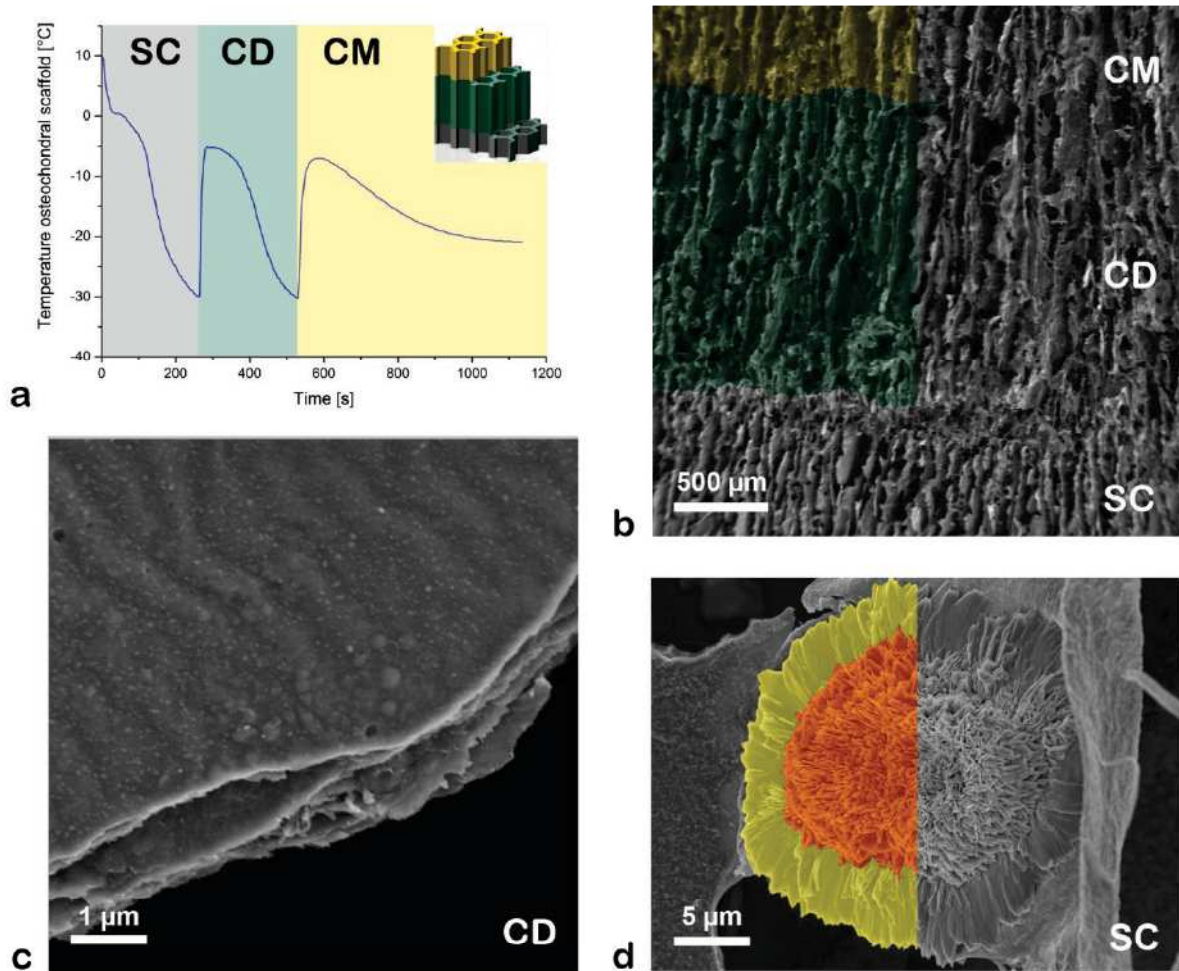 SC CD CM
Temperature osteochondral scaffold [°C]
10
0
-10
-20
-30
-40
0 200 400 600 800 1000 1200
Time [s]
a
CM
CD
SC
500 µm
b
1 µm
CD
c
5 µm
SC
d